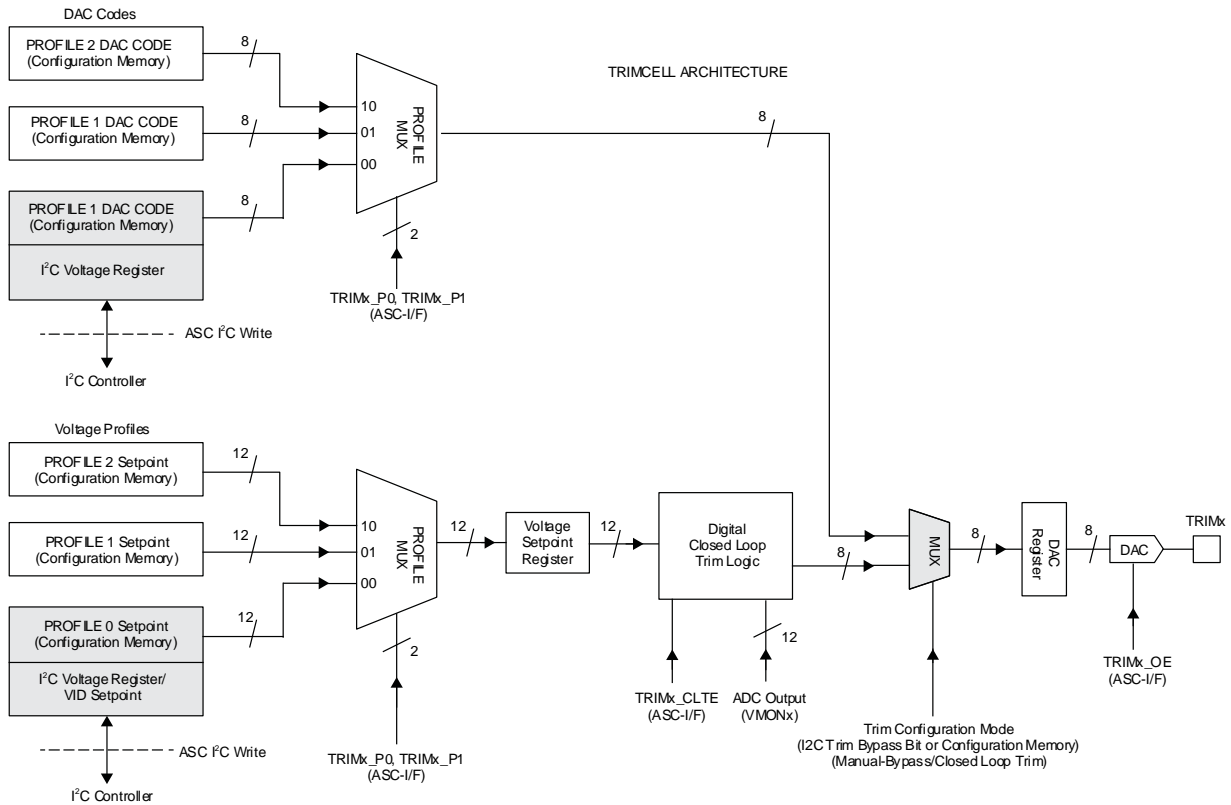 DAC Codes
PROFILE 2 DAC CODE
(Configuration Memory)
8
PROFILE 1 DAC CODE
(Configuration Memory)
8
PROFILE 1 DAC CODE
(Configuration Memory)
8
I²C Voltage Register
ASC I²C Write
I²C Controller
10
01
00
PROFILE
MUX
2
TRIMx_P0, TRIMx_P1
(ASC-I/F)
TRIMCELL ARCHITECTURE
8
Voltage Profiles
PROFILE 2 Setpoint
(Configuration Memory)
12
PROFILE 1 Setpoint
(Configuration Memory)
12
PROFILE 0 Setpoint
(Configuration Memory)
12
I²C Voltage Register/
VID Setpoint
ASC I²C Write
I²C Controller
10
01
00
PROFILE
MUX
2
TRIMx_P0, TRIMx_P1
(ASC-I/F)
12
Voltage
Setpoint
Register
12
Digital
Closed Loop
Trim Logic
TRIMx_CLTE
(ASC-I/F)
12
ADC Output
(VMONx)
8
MUX
Trim Configuration Mode
(I2C Trim Bypass Bit or Configuration Memory)
(Manual-Bypass/Closed Loop Trim)
8
DAC
Register
8
DAC
TRIMx_OE
(ASC-I/F)
TRIMx